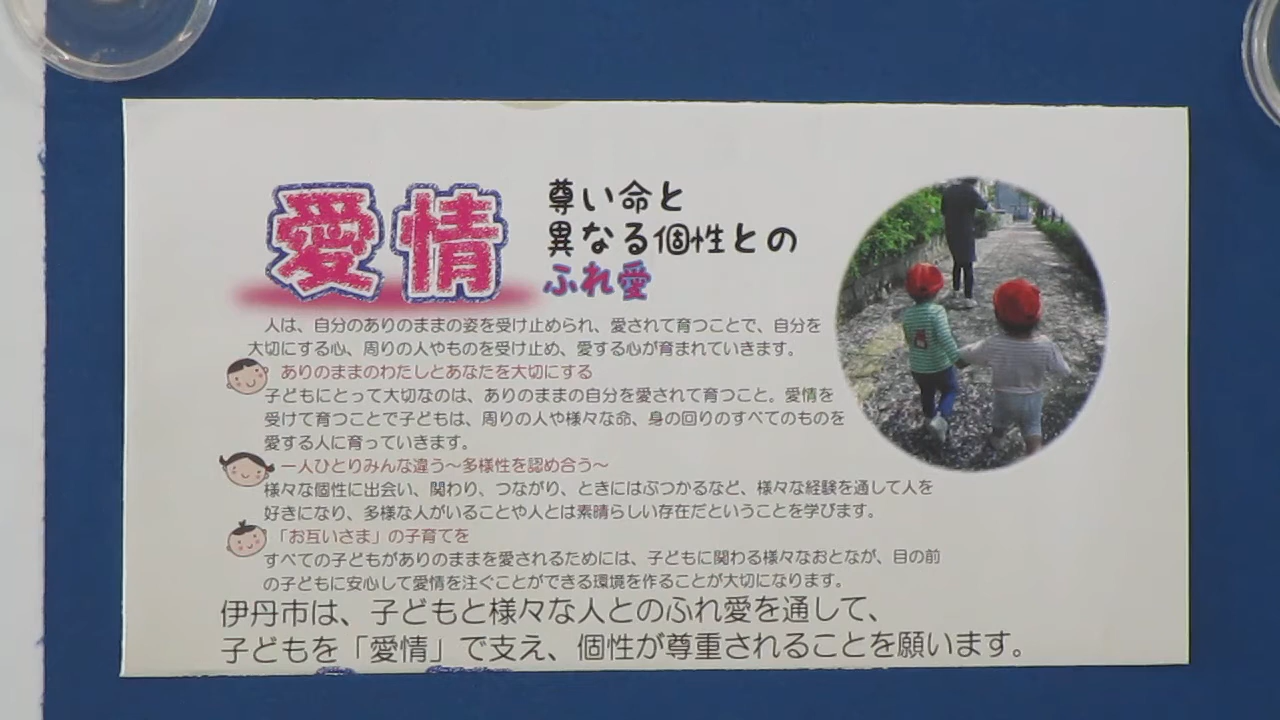 愛情
尊い命と
異なる個性との
ふれ愛
人は、自分のありのままの姿を受け止められ、愛されて育つことで、自分を
大切にする心、周りの人やものを受け止め、愛する心が育まれていきます。
ありのままのわたしとあなたを大切にする
子どもにとって大切なのは、ありのままの自分を愛されて育つこと。愛情を
受けて育つことで子どもは、周りの人や様々な命、身の回りのすべてのものを
愛する人に育っていきます。
一人ひとりみんな違う～多様性を認め合う～
様々な個性に出会い、関わり、つながり、ときにはぶつかるなど、様々な経験を通して人を
好きになり、多様な人がいることや人とは素晴らしい存在だということを学びます。
「お互いさま」の子育てを
すべての子どもがありのままを愛されるためには、子どもに関わる様々なおとなが、目の前
の子どもに安心して愛情を注ぐことができる環境を作ることが大切になります。
伊丹市は、子どもと様々な人とのふれ愛を通して、
子どもを「愛情」で支え、個性が尊重されることを願います。